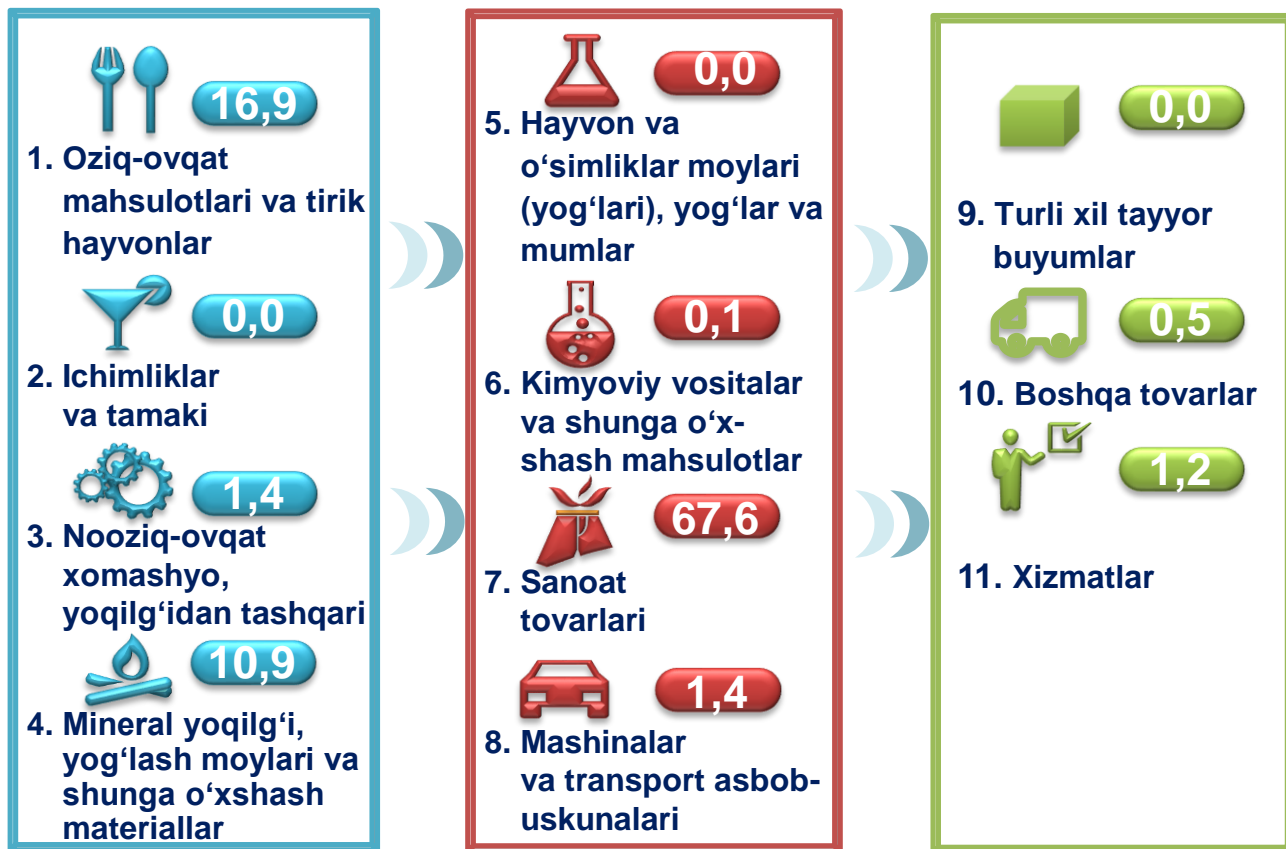 16,9
1. Oziq-ovqat
mahsulotlari va tirik
hayvonlar
0,0
2. Ichimliklar
va tamaki
1,4
3. Nooziq-ovqat
xomashyo,
yoqilg‘idan tashqari
10,9
4. Mineral yoqilg‘i,
yog‘lash moylari va
shunga o‘xshash
materiallar
0,0
5. Hayvon va
o‘simliklar moylari
(yog‘lari), yog‘lar va
mumlar
0,1
6. Kimyoviy vositalar
va shunga o‘x-
shash mahsulotlar
67,6
7. Sanoat
tovarlari
1,4
8. Mashinalar
va transport asbob-
uskunalari
0,0
9. Turli xil tayyor
buyumlar
0,5
10. Boshqa tovarlar
1,2
11. Xizmatlar